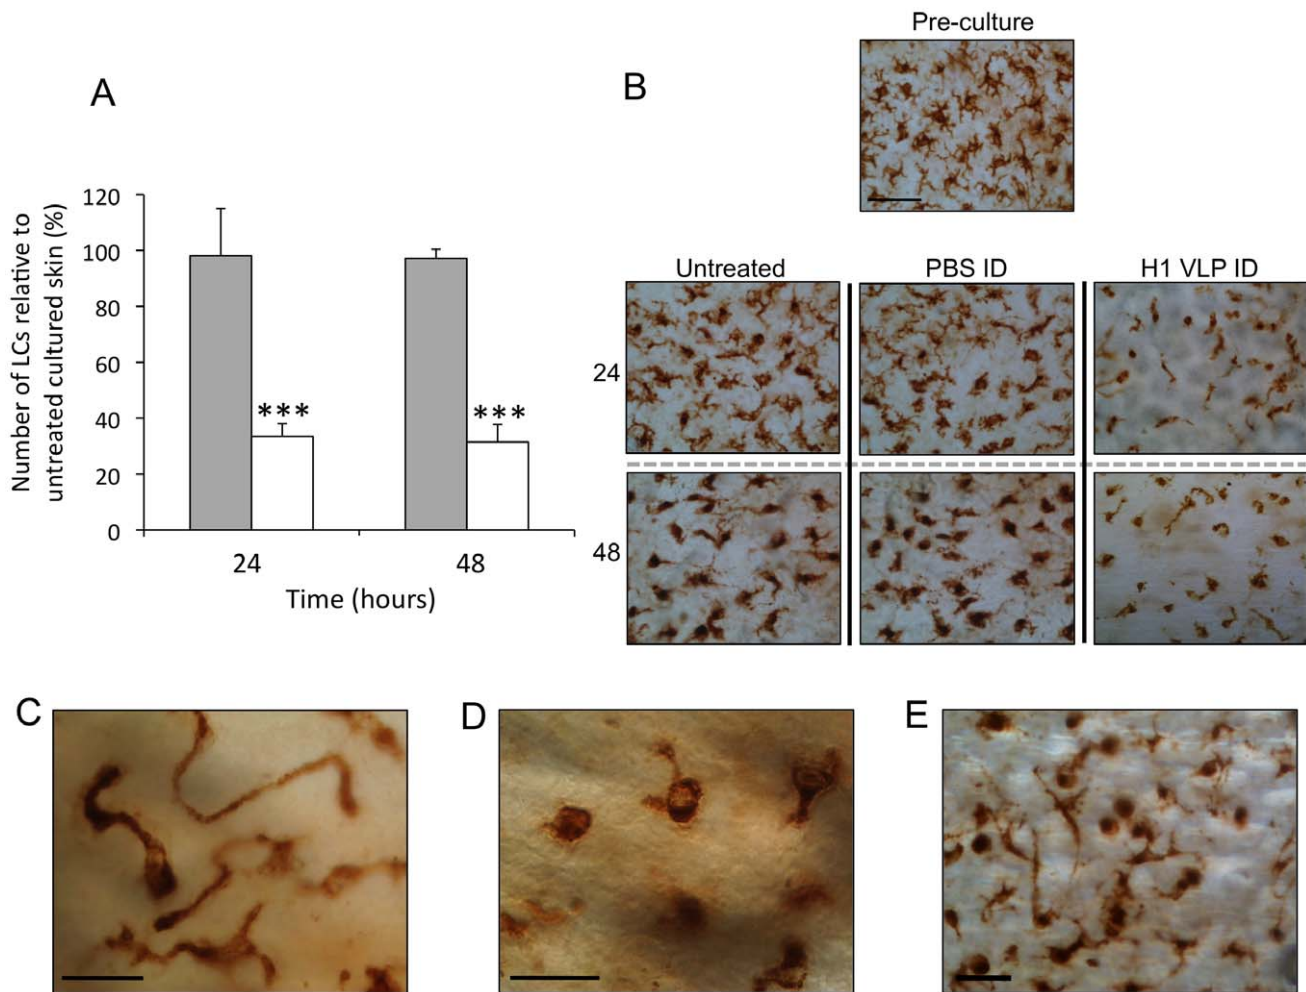 A
Number of LCs relative to
untreated cultured skin (%)
120
100
80
60
40
20
0
***
***
24
48
Time (hours)
B
Pre-culture
Untreated
PBS ID
H1 VLP ID
24
48
C
D
E